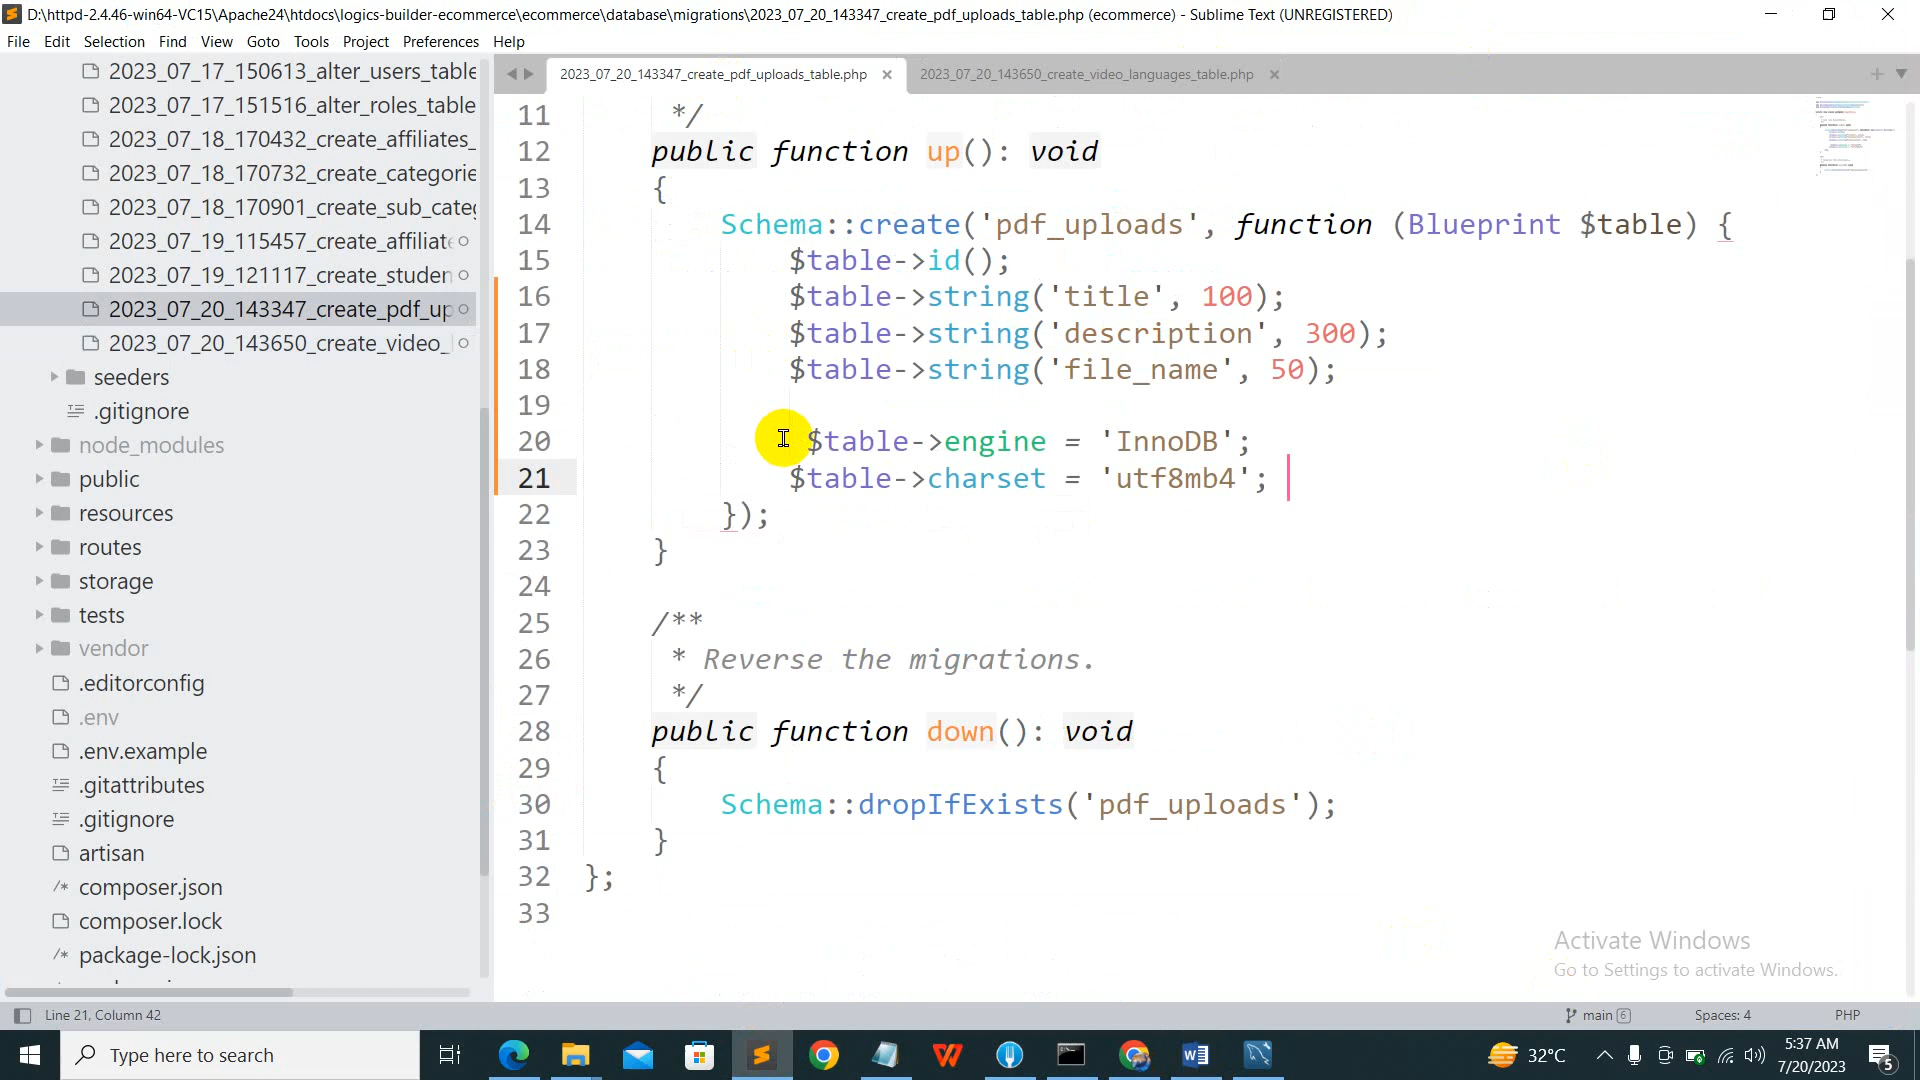 D:\httpd-2.4.46-win64-VC15\Apache24\htdocs\logics-builder-ecommerce\ecommerce\database\migrations\2023_07_20_143347_create_pdf_uploads_table.php (ecommerce) - Sublime Text (UNREGISTERED)
File Edit Selection Find View Goto Tools Project Preferences Help
2023_07_17_150613_alter_users_table
2023_07_17_151516_alter_roles_table
2023_07_18_170432_create_affiliates_
2023_07_18_170732_create_categorie
2023_07_18_170901_create_sub_cate
2023_07_19_115457_create_affiliat
2023_07_19_121117_create_studen
2023_07_20_143347_create_pdf_up
2023_07_20_143650_create_video_
seeders
.gitignore
node_modules
public
resources
routes
storage
tests
vendor
.editorconfig
.env
.env.example
.gitattributes
.gitignore
artisan
composer.json
composer.lock
package-lock.json
2023_07_20_143347_create_pdf_uploads_table.php 2023_07_20_143650_create_video_languages_table.php
11 */
12 public function up(): void
13 {
14 Schema::create('pdf_uploads', function (Blueprint $table) {
15 $table->id();
16 $table->string('title', 100);
17 $table->string('description', 300);
18 $table->string('file_name', 50);
19
20 $table->engine = 'InnoDB';
21 $table->charset = 'utf8mb4';
22 });
23 }
24
25 /**
26 * Reverse the migrations.
27 */
28 public function down(): void
29 {
30 Schema::dropIfExists('pdf_uploads');
31 }
32 };
33
Activate Windows
Go to Settings to activate Windows.
Line 21, Column 42 main 6 Spaces: 4 PHP
Type here to search
32°C
5:37 AM
7/20/2023
5